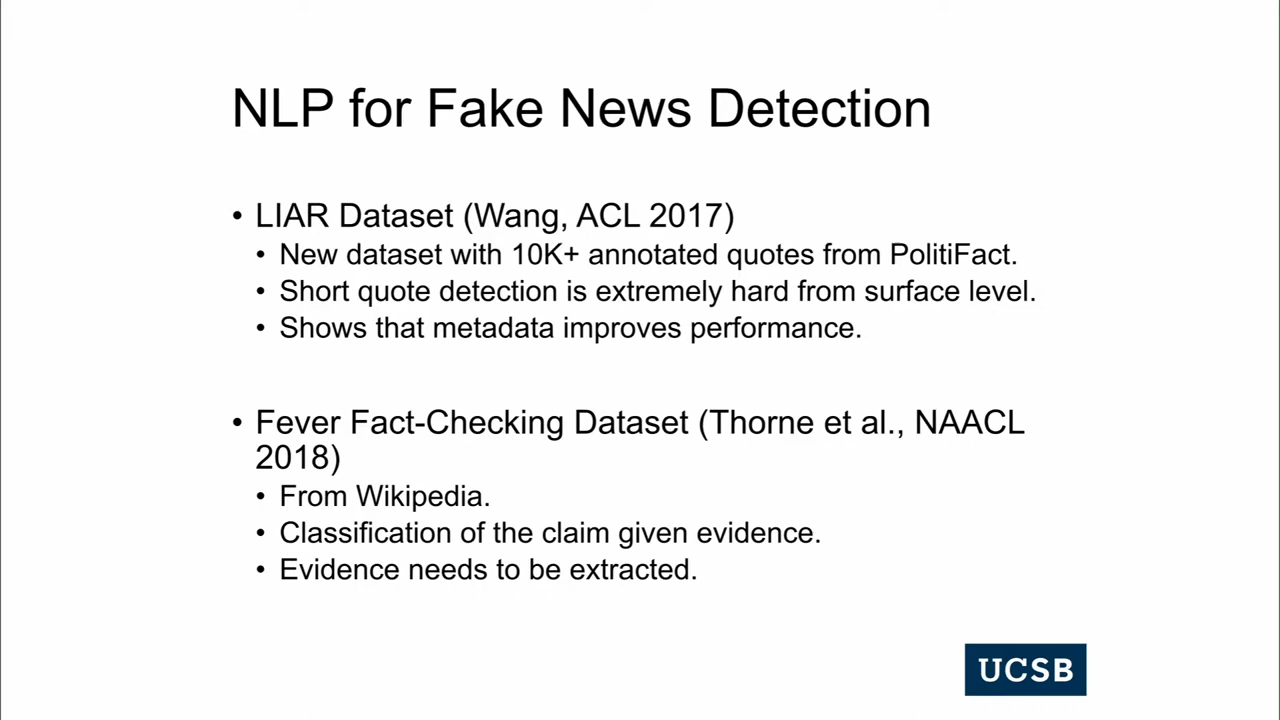 NLP for Fake News Detection
• LIAR Dataset (Wang, ACL 2017)
• New dataset with 10K+ annotated quotes from PolitiFact.
• Short quote detection is extremely hard from surface level.
• Shows that metadata improves performance.
• Fever Fact-Checking Dataset (Thorne et al., NAACL
2018)
• From Wikipedia.
• Classification of the claim given evidence.
• Evidence needs to be extracted.
UCSB